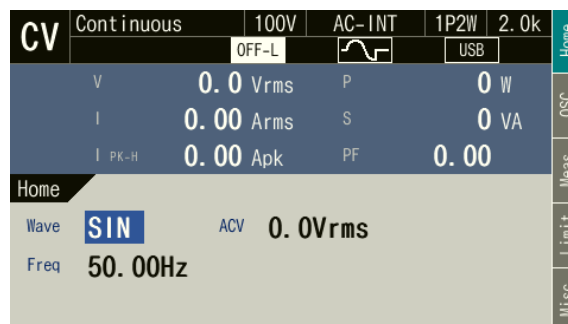 CV Continuous 100V AC-INT 1P2W 2.0k
OFF-L USB
V 0.0 Vrms P 0 W
I 0.00 Arms S 0 VA
I PK-H 0.00 Apk PF 0.00
Home
Wave SIN ACV 0.0Vrms
Freq 50.00Hz
Home
OSC
Meas
Limit
Misc